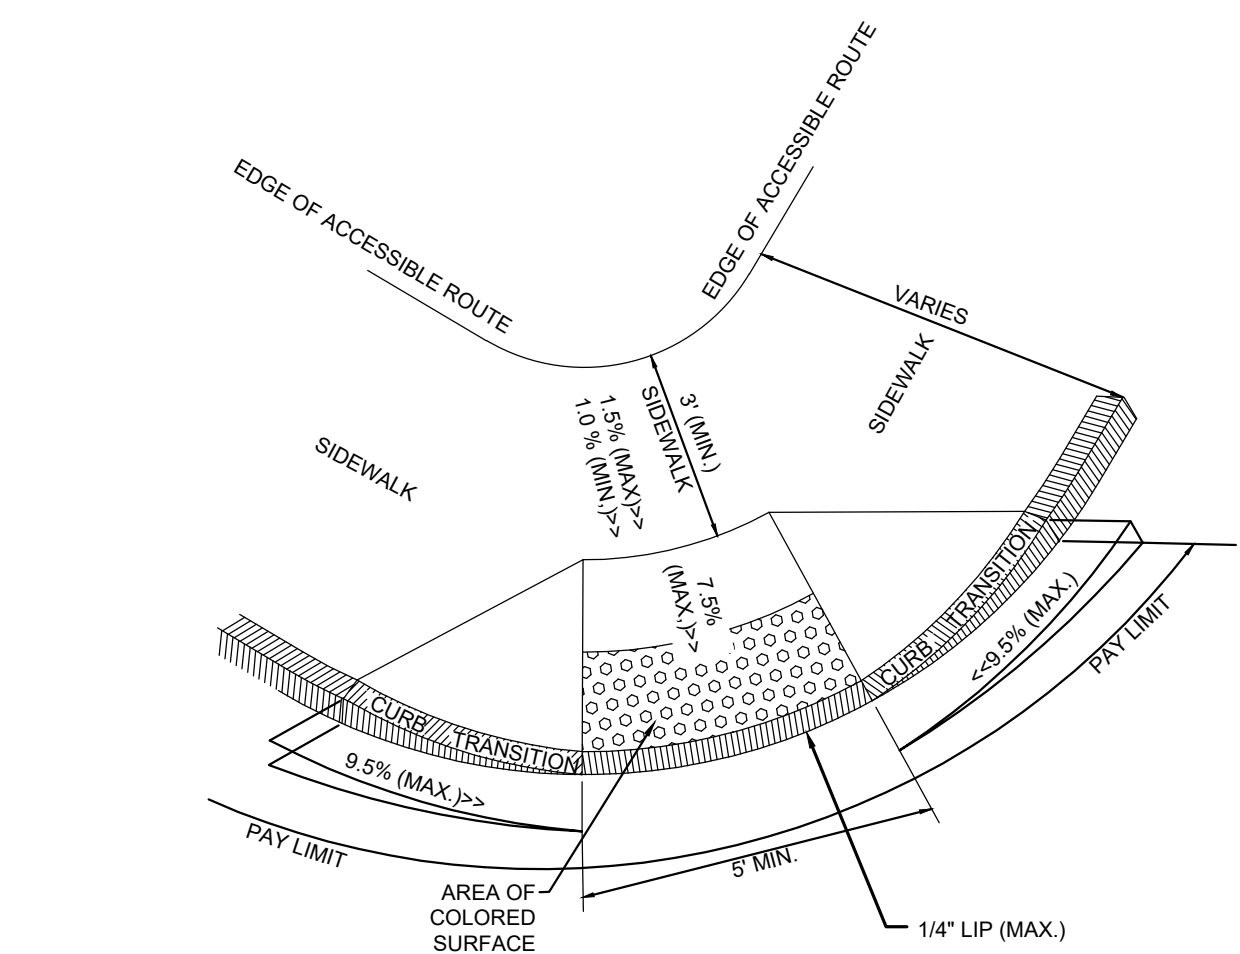 EDGE OF ACCESSIBLE ROUTE
EDGE OF ACCESSIBLE ROUTE
VARIES
SIDEWALK
3' (MIN.)
SIDEWALK
1.5% (MAX)>>
1.0 % (MIN,)>>
SIDEWALK
7.5%
(MAX,)>>
CURB TRANSITION
CURB TRANSITION
<<9.5% (MAX.)
PAY LIMIT
9.5% (MAX.)>>
PAY LIMIT
5' MIN.
AREA OF
COLORED
SURFACE
1/4" LIP (MAX.)